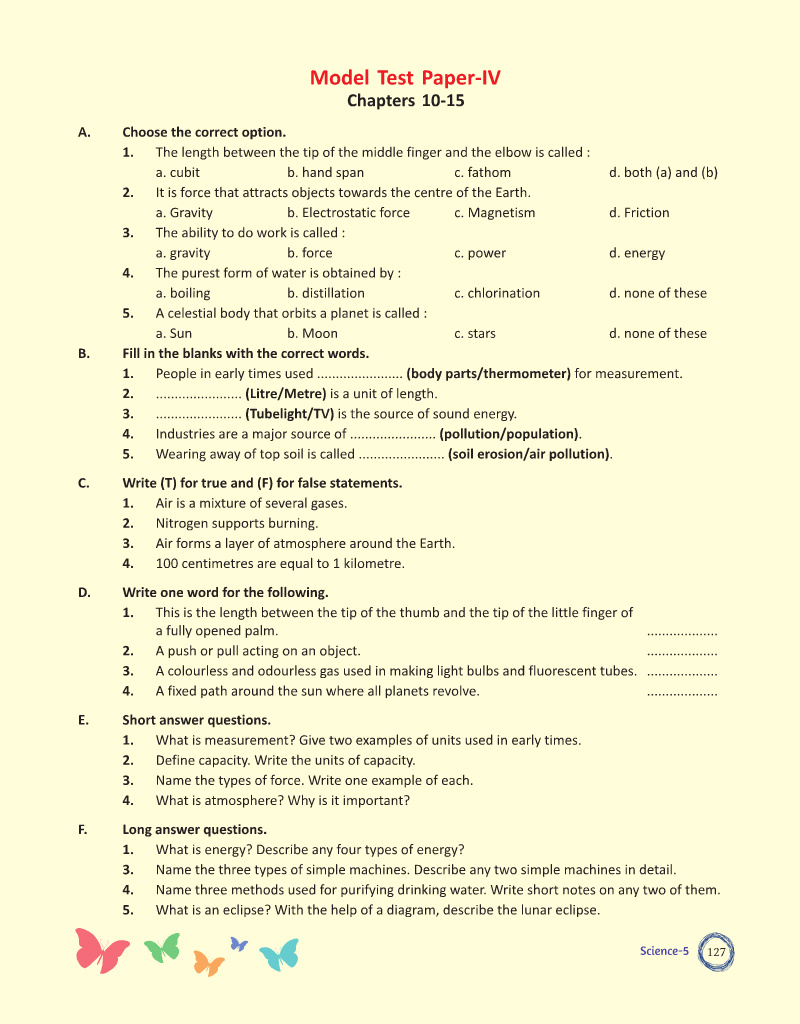 Model Test Paper-IV
Chapters 10-15
A. Choose the correct option.
1. The length between the tip of the middle finger and the elbow is called :
a. cubit b. hand span c. fathom d. both (a) and (b)
2. It is force that attracts objects towards the centre of the Earth.
a. Gravity b. Electrostatic force c. Magnetism d. Friction
3. The ability to do work is called :
a. gravity b. force c. power d. energy
4. The purest form of water is obtained by :
a. boiling b. distillation c. chlorination d. none of these
5. A celestial body that orbits a planet is called :
a. Sun b. Moon c. stars d. none of these
B. Fill in the blanks with the correct words.
1. People in early times used ....................... (body parts/thermometer) for measurement.
2. ....................... (Litre/Metre) is a unit of length.
3. ....................... (Tubelight/TV) is the source of sound energy.
4. Industries are a major source of ....................... (pollution/population).
5. Wearing away of top soil is called ....................... (soil erosion/air pollution).
C. Write (T) for true and (F) for false statements.
1. Air is a mixture of several gases.
2. Nitrogen supports burning.
3. Air forms a layer of atmosphere around the Earth.
4. 100 centimetres are equal to 1 kilometre.
D. Write one word for the following.
1. This is the length between the tip of the thumb and the tip of the little finger of
a fully opened palm. ...................
2. A push or pull acting on an object. ...................
3. A colourless and odourless gas used in making light bulbs and fluorescent tubes. ...................
4. A fixed path around the sun where all planets revolve. ...................
E. Short answer questions.
1. What is measurement? Give two examples of units used in early times.
2. Define capacity. Write the units of capacity.
3. Name the types of force. Write one example of each.
4. What is atmosphere? Why is it important?
F. Long answer questions.
1. What is energy? Describe any four types of energy?
3. Name the three types of simple machines. Describe any two simple machines in detail.
4. Name three methods used for purifying drinking water. Write short notes on any two of them.
5. What is an eclipse? With the help of a diagram, describe the lunar eclipse.
Science-5 127